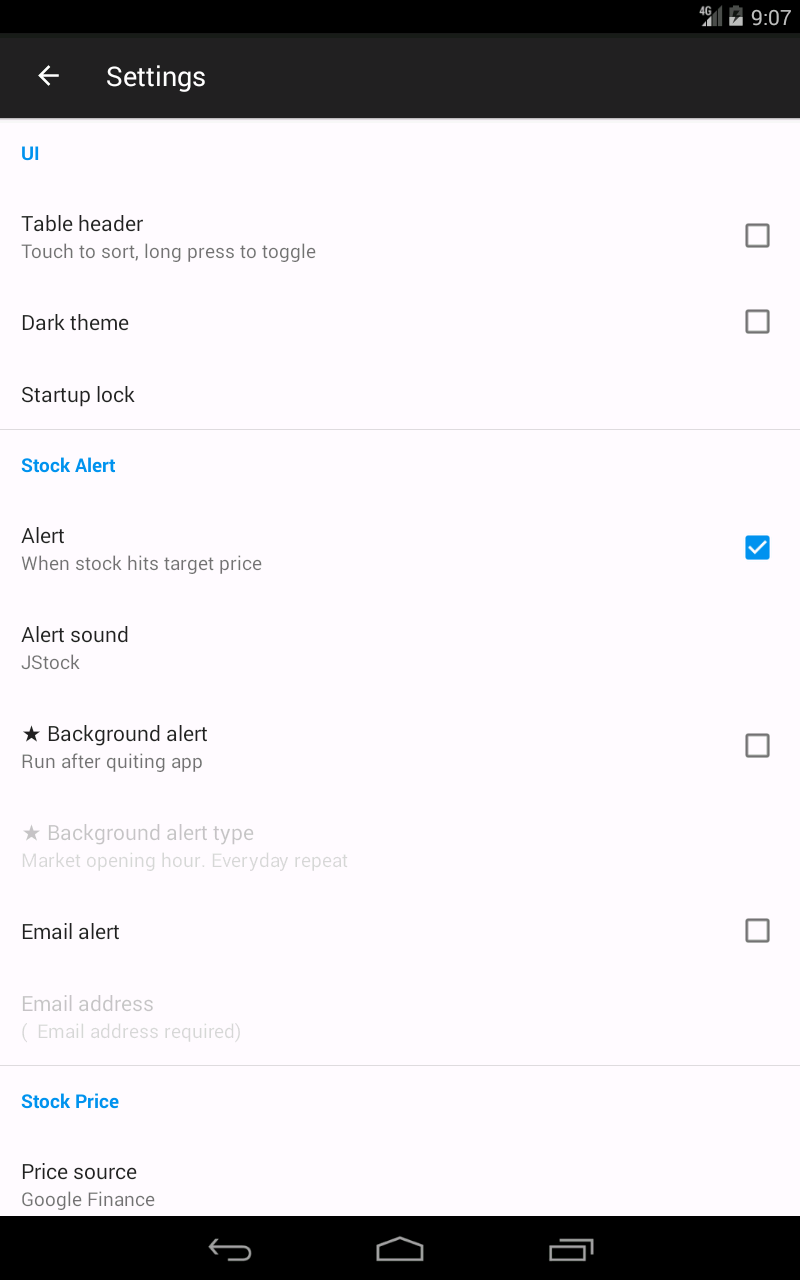 4G 9:07
Settings
UI
Table header
Touch to sort, long press to toggle
Dark theme
Startup lock
Stock Alert
Alert
When stock hits target price
Alert sound
JStock
★ Background alert
Run after quiting app
★ Background alert type
Market opening hour. Everyday repeat
Email alert
Email address
( Email address required)
Stock Price
Price source
Google Finance